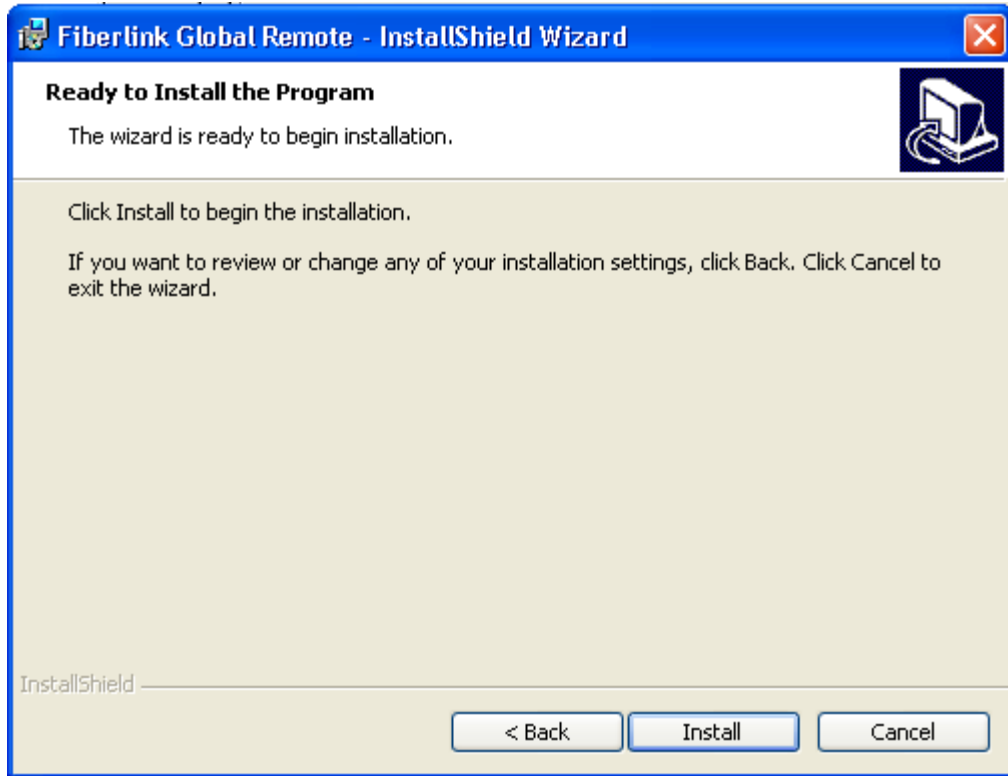 Fiberlink Global Remote - InstallShield Wizard
Ready to Install the Program
The wizard is ready to begin installation.
Click Install to begin the installation.
If you want to review or change any of your installation settings, click Back. Click Cancel to
exit the wizard.
InstallShield
< Back
Install
Cancel